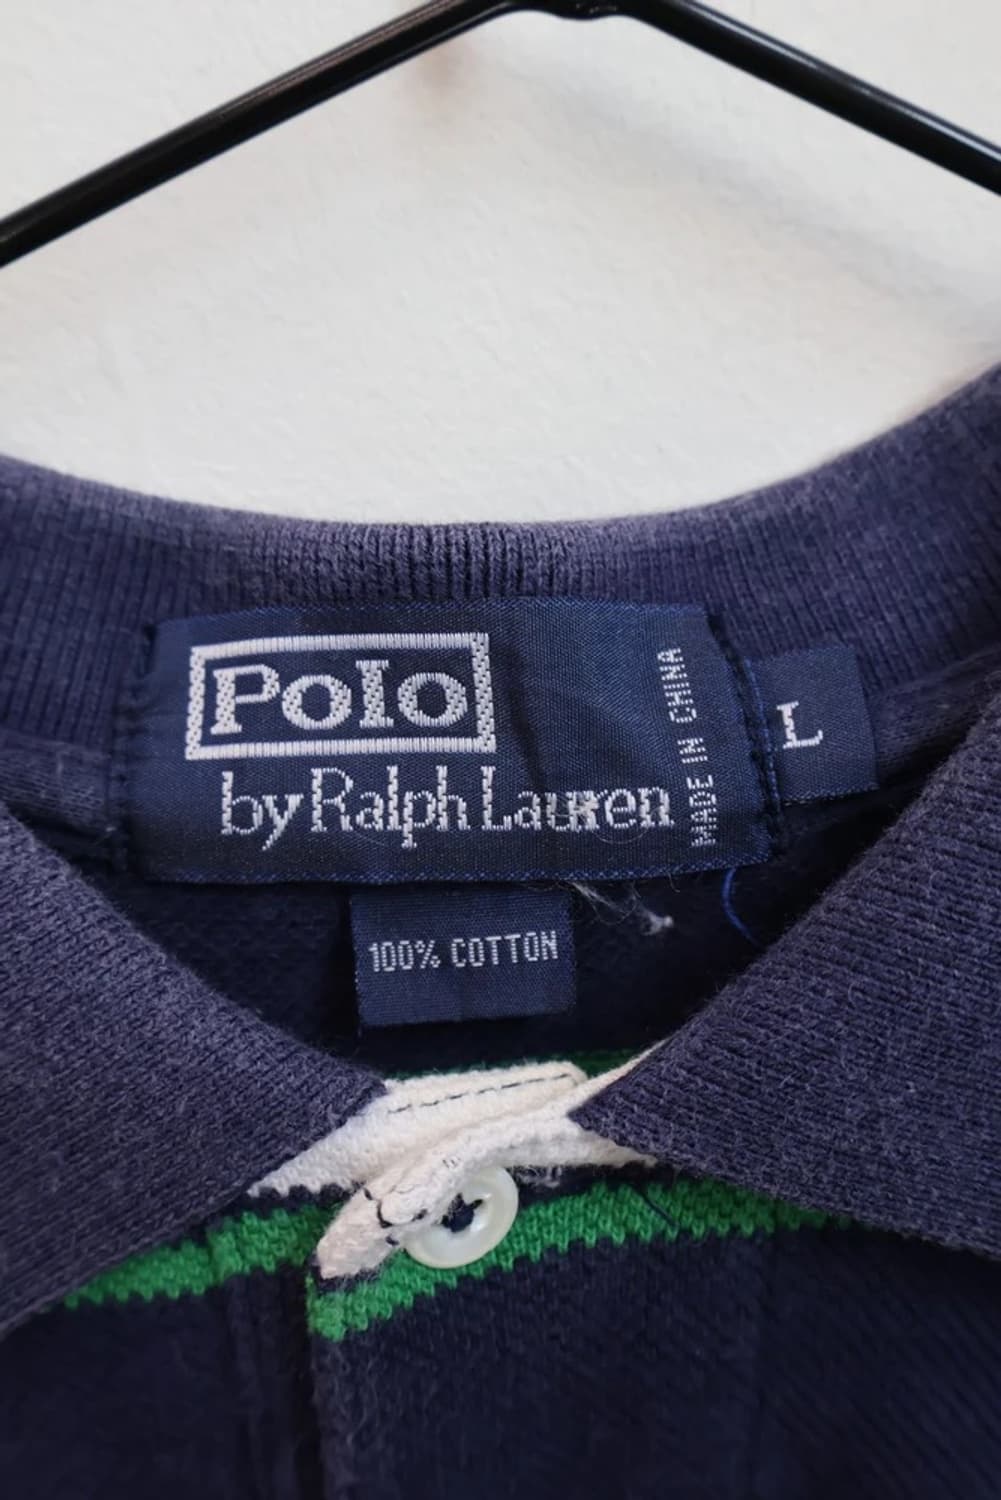 Polo
by Ralph Lauren
MADE IN CHINA
L
100% COTTON